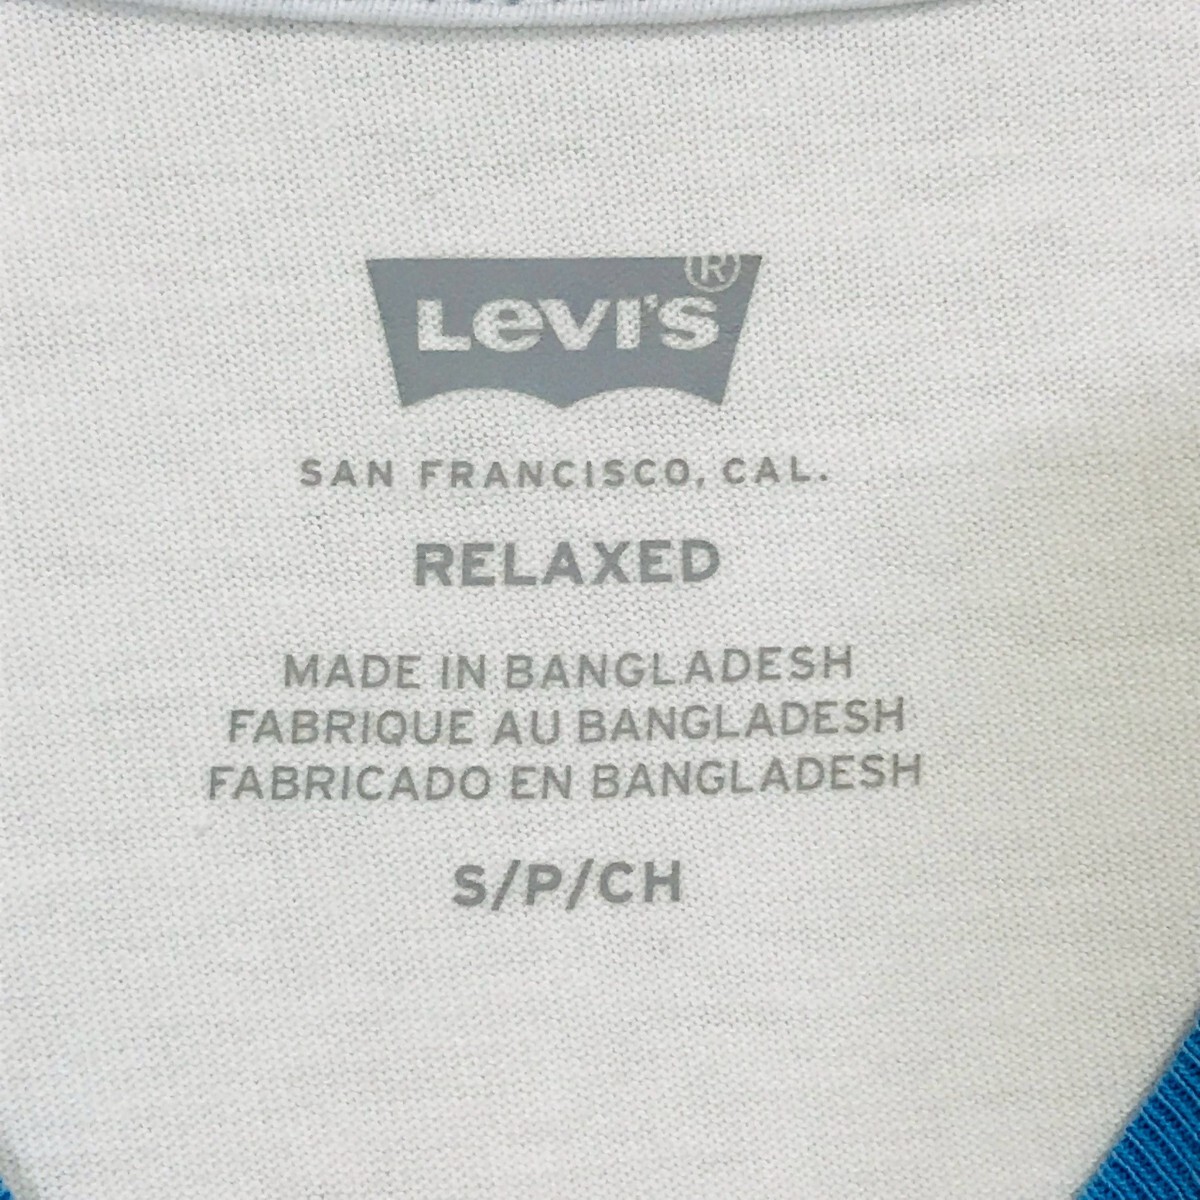 LEVI'S®
SAN FRANCISCO, CAL.
RELAXED
MADE IN BANGLADESH
FABRIQUE AU BANGLADESH
FABRICADO EN BANGLADESH
S/P/CH